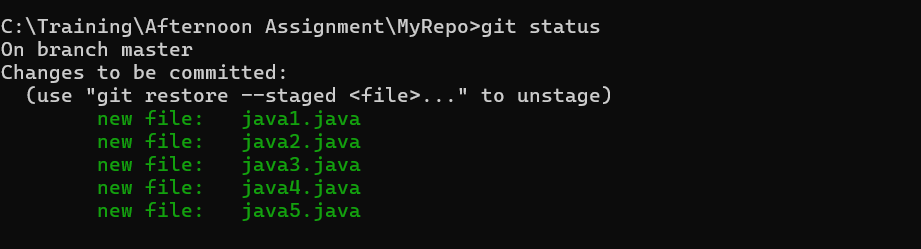 C:\Training\Afternoon Assignment\MyRepo>git status
On branch master
Changes to be committed:
  (use "git restore --staged <file>..." to unstage)
        new file:   java1.java
        new file:   java2.java
        new file:   java3.java
        new file:   java4.java
        new file:   java5.java